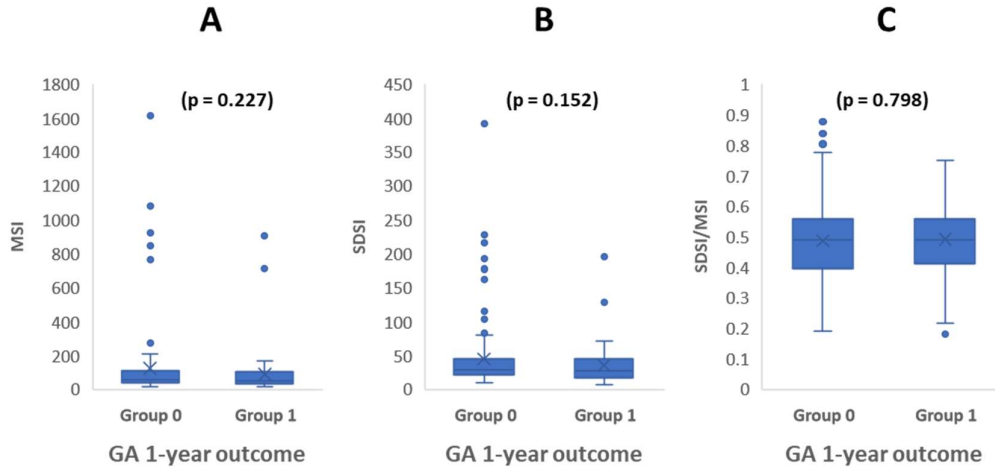 A
(p = 0.227)
MSI
1800
1600
1400
1200
1000
800
600
400
200
0
Group 0 Group 1
GA 1-year outcome
B
(p = 0.152)
SDSI
450
400
350
300
250
200
150
100
50
0
Group 0 Group 1
GA 1-year outcome
C
(p = 0.798)
SDSI/MSI
1
0.9
0.8
0.7
0.6
0.5
0.4
0.3
0.2
0.1
0
Group 0 Group 1
GA 1-year outcome